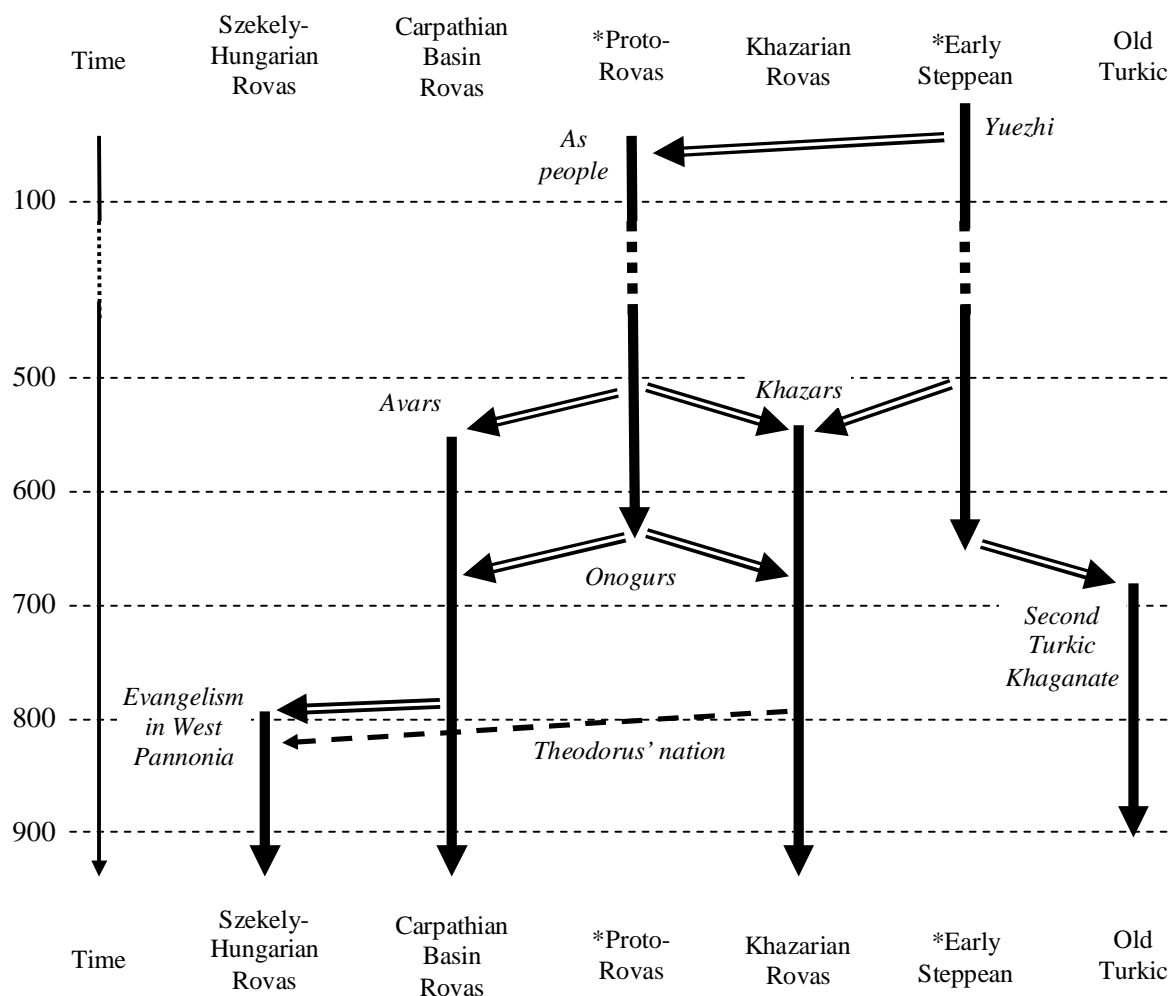 Time
Szekely-
Hungarian
Rovas
Carpathian
Basin
Rovas
*Proto-
Rovas
Khazarian
Rovas
*Early
Steppean
Old
Turkic
As
people
Yuezhi
100
500
Avars
Khazars
600
Onogurs
700
Second
Turkic
Khaganate
Evangelism
in West
Pannonia
800
Theodorus’ nation
900
Time
Szekely-
Hungarian
Rovas
Carpathian
Basin
Rovas
*Proto-
Rovas
Khazarian
Rovas
*Early
Steppean
Old
Turkic